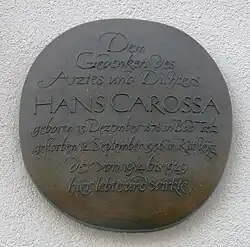 Dem
Gedenken des
Arztes und Dichters
HANS CAROSSA
geboren 15. Dezember 1878 in Bad Tölz
gestorben 12. September 1956 in Rittsteig
der von 1914 bis 1929
hier lebte und wirkte